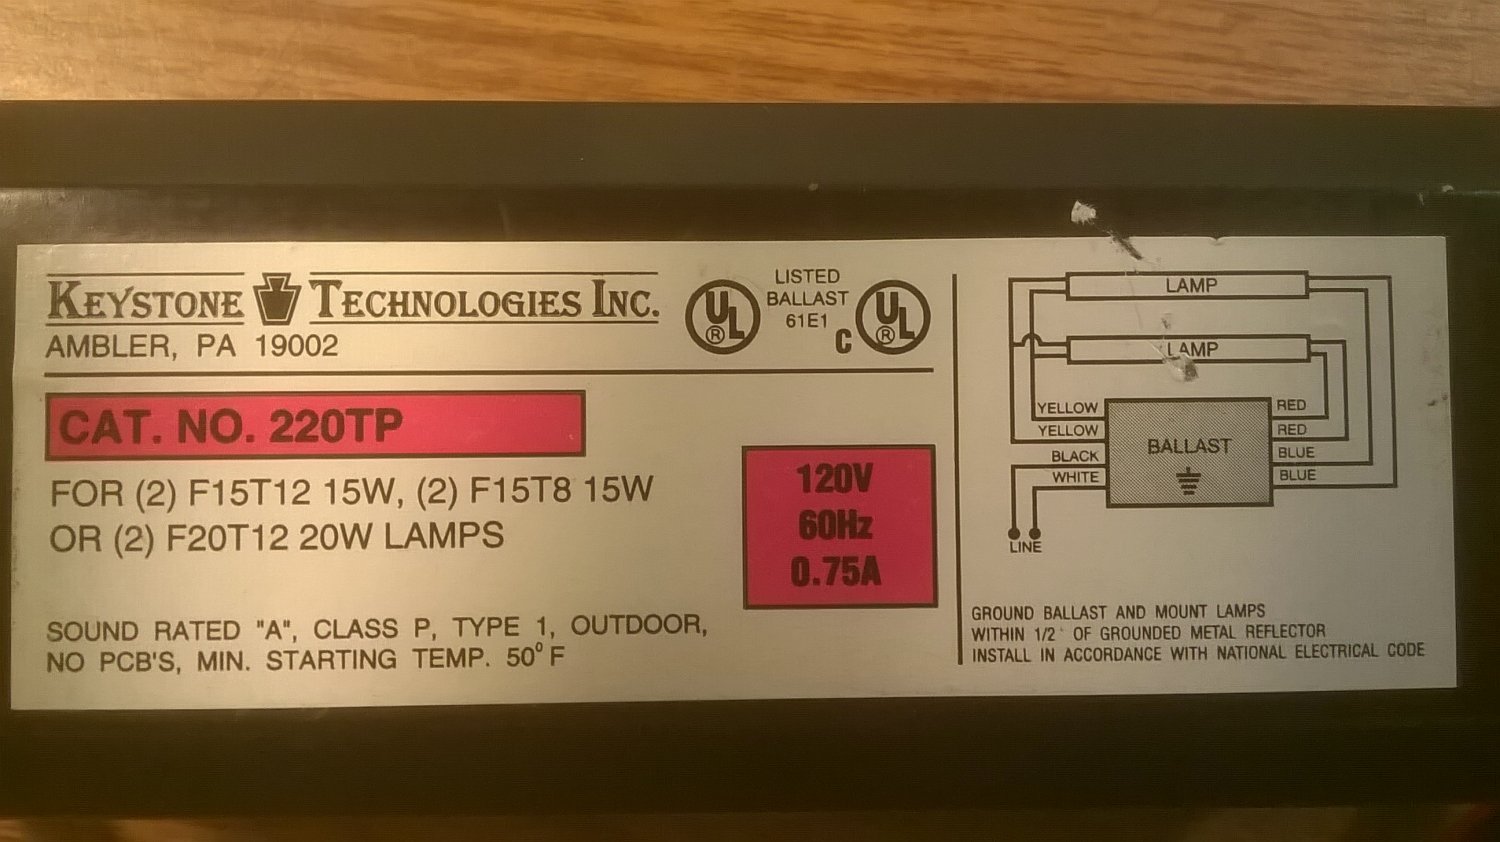 KEYSTONE TECHNOLOGIES INC.
AMBLER, PA 19002
UL ®
LISTED
BALLAST
61E1
C UL ®
CAT. NO. 220TP
FOR (2) F15T12 15W, (2) F15T8 15W
OR (2) F20T12 20W LAMPS
120V
60Hz
0.75A
SOUND RATED "A", CLASS P, TYPE 1, OUTDOOR,
NO PCB'S, MIN. STARTING TEMP. 50° F
LAMP
LAMP
YELLOW
YELLOW
BLACK
WHITE
BALLAST
RED
RED
BLUE
BLUE
LINE
GROUND BALLAST AND MOUNT LAMPS
WITHIN 1/2" OF GROUNDED METAL REFLECTOR
INSTALL IN ACCORDANCE WITH NATIONAL ELECTRICAL CODE